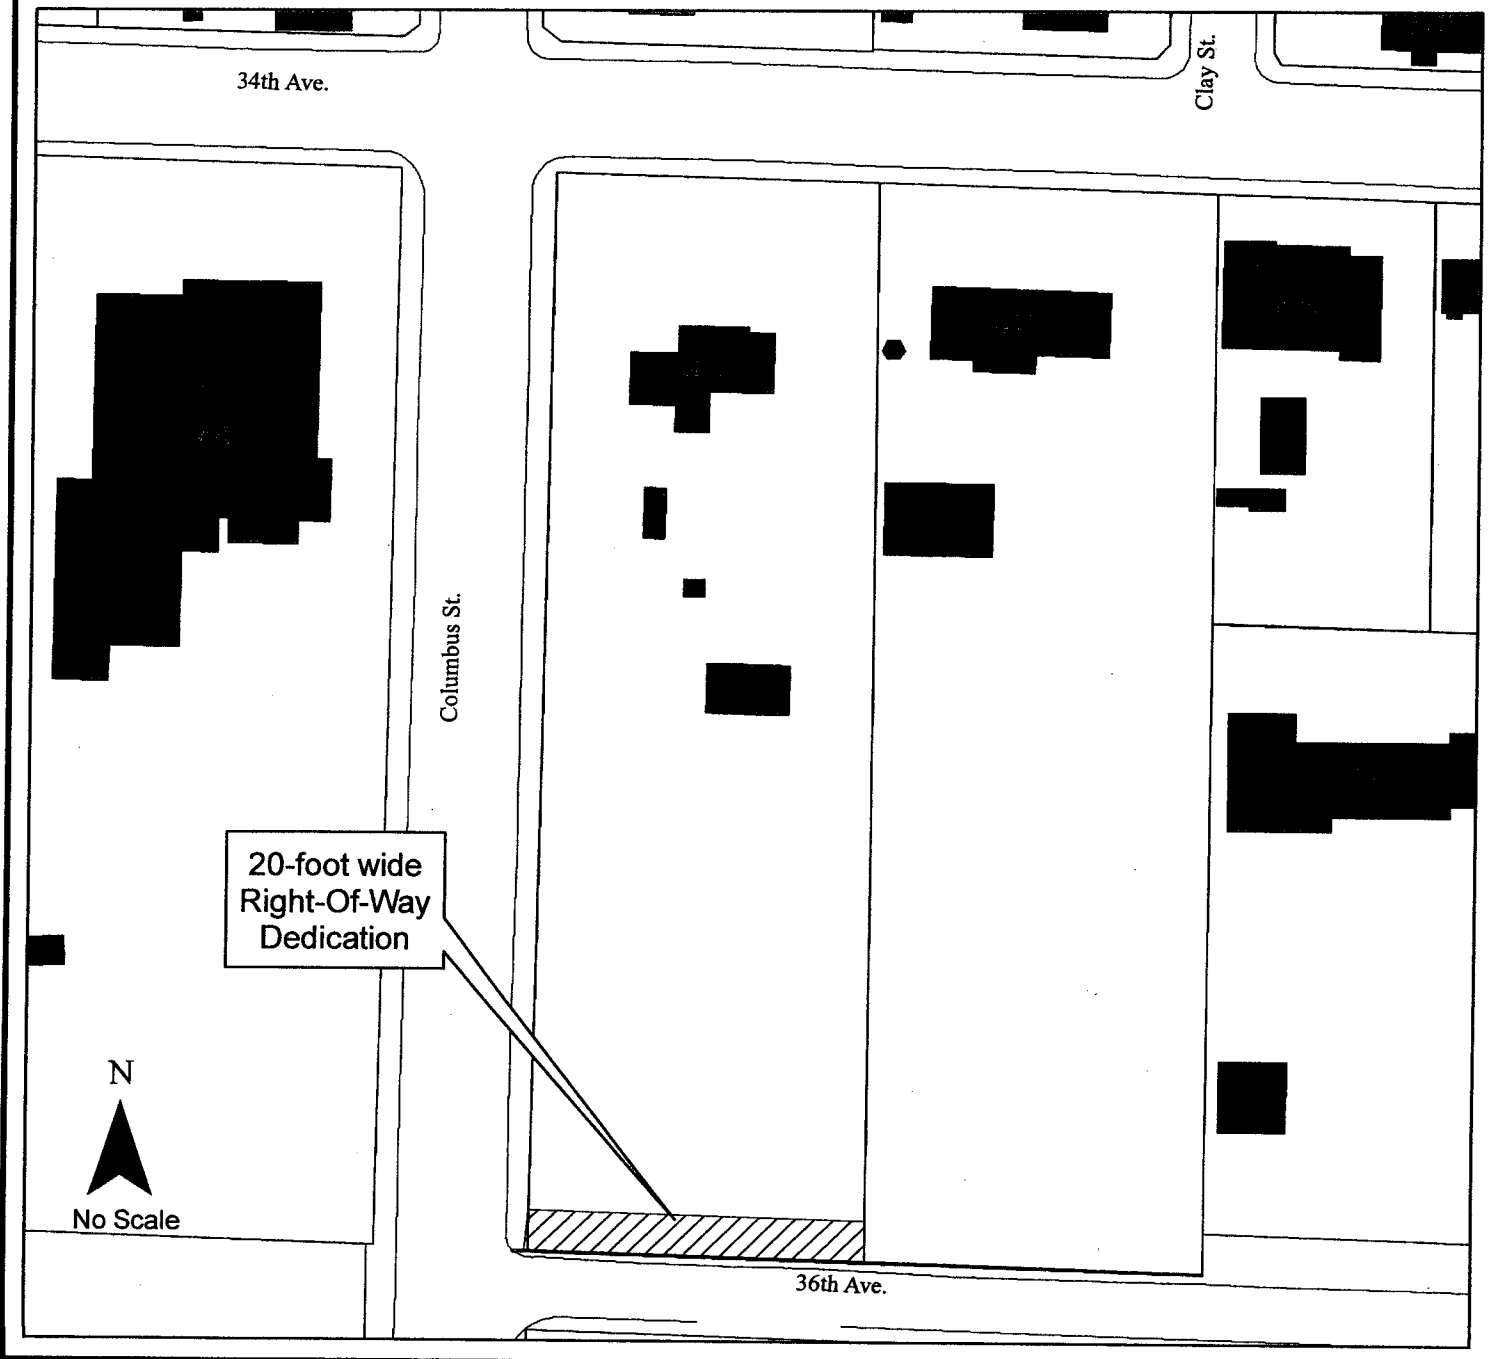 34th Ave.
Clay St.
Columbus St.
20-foot wide
Right-Of-Way
Dedication
N
No Scale
36th Ave.